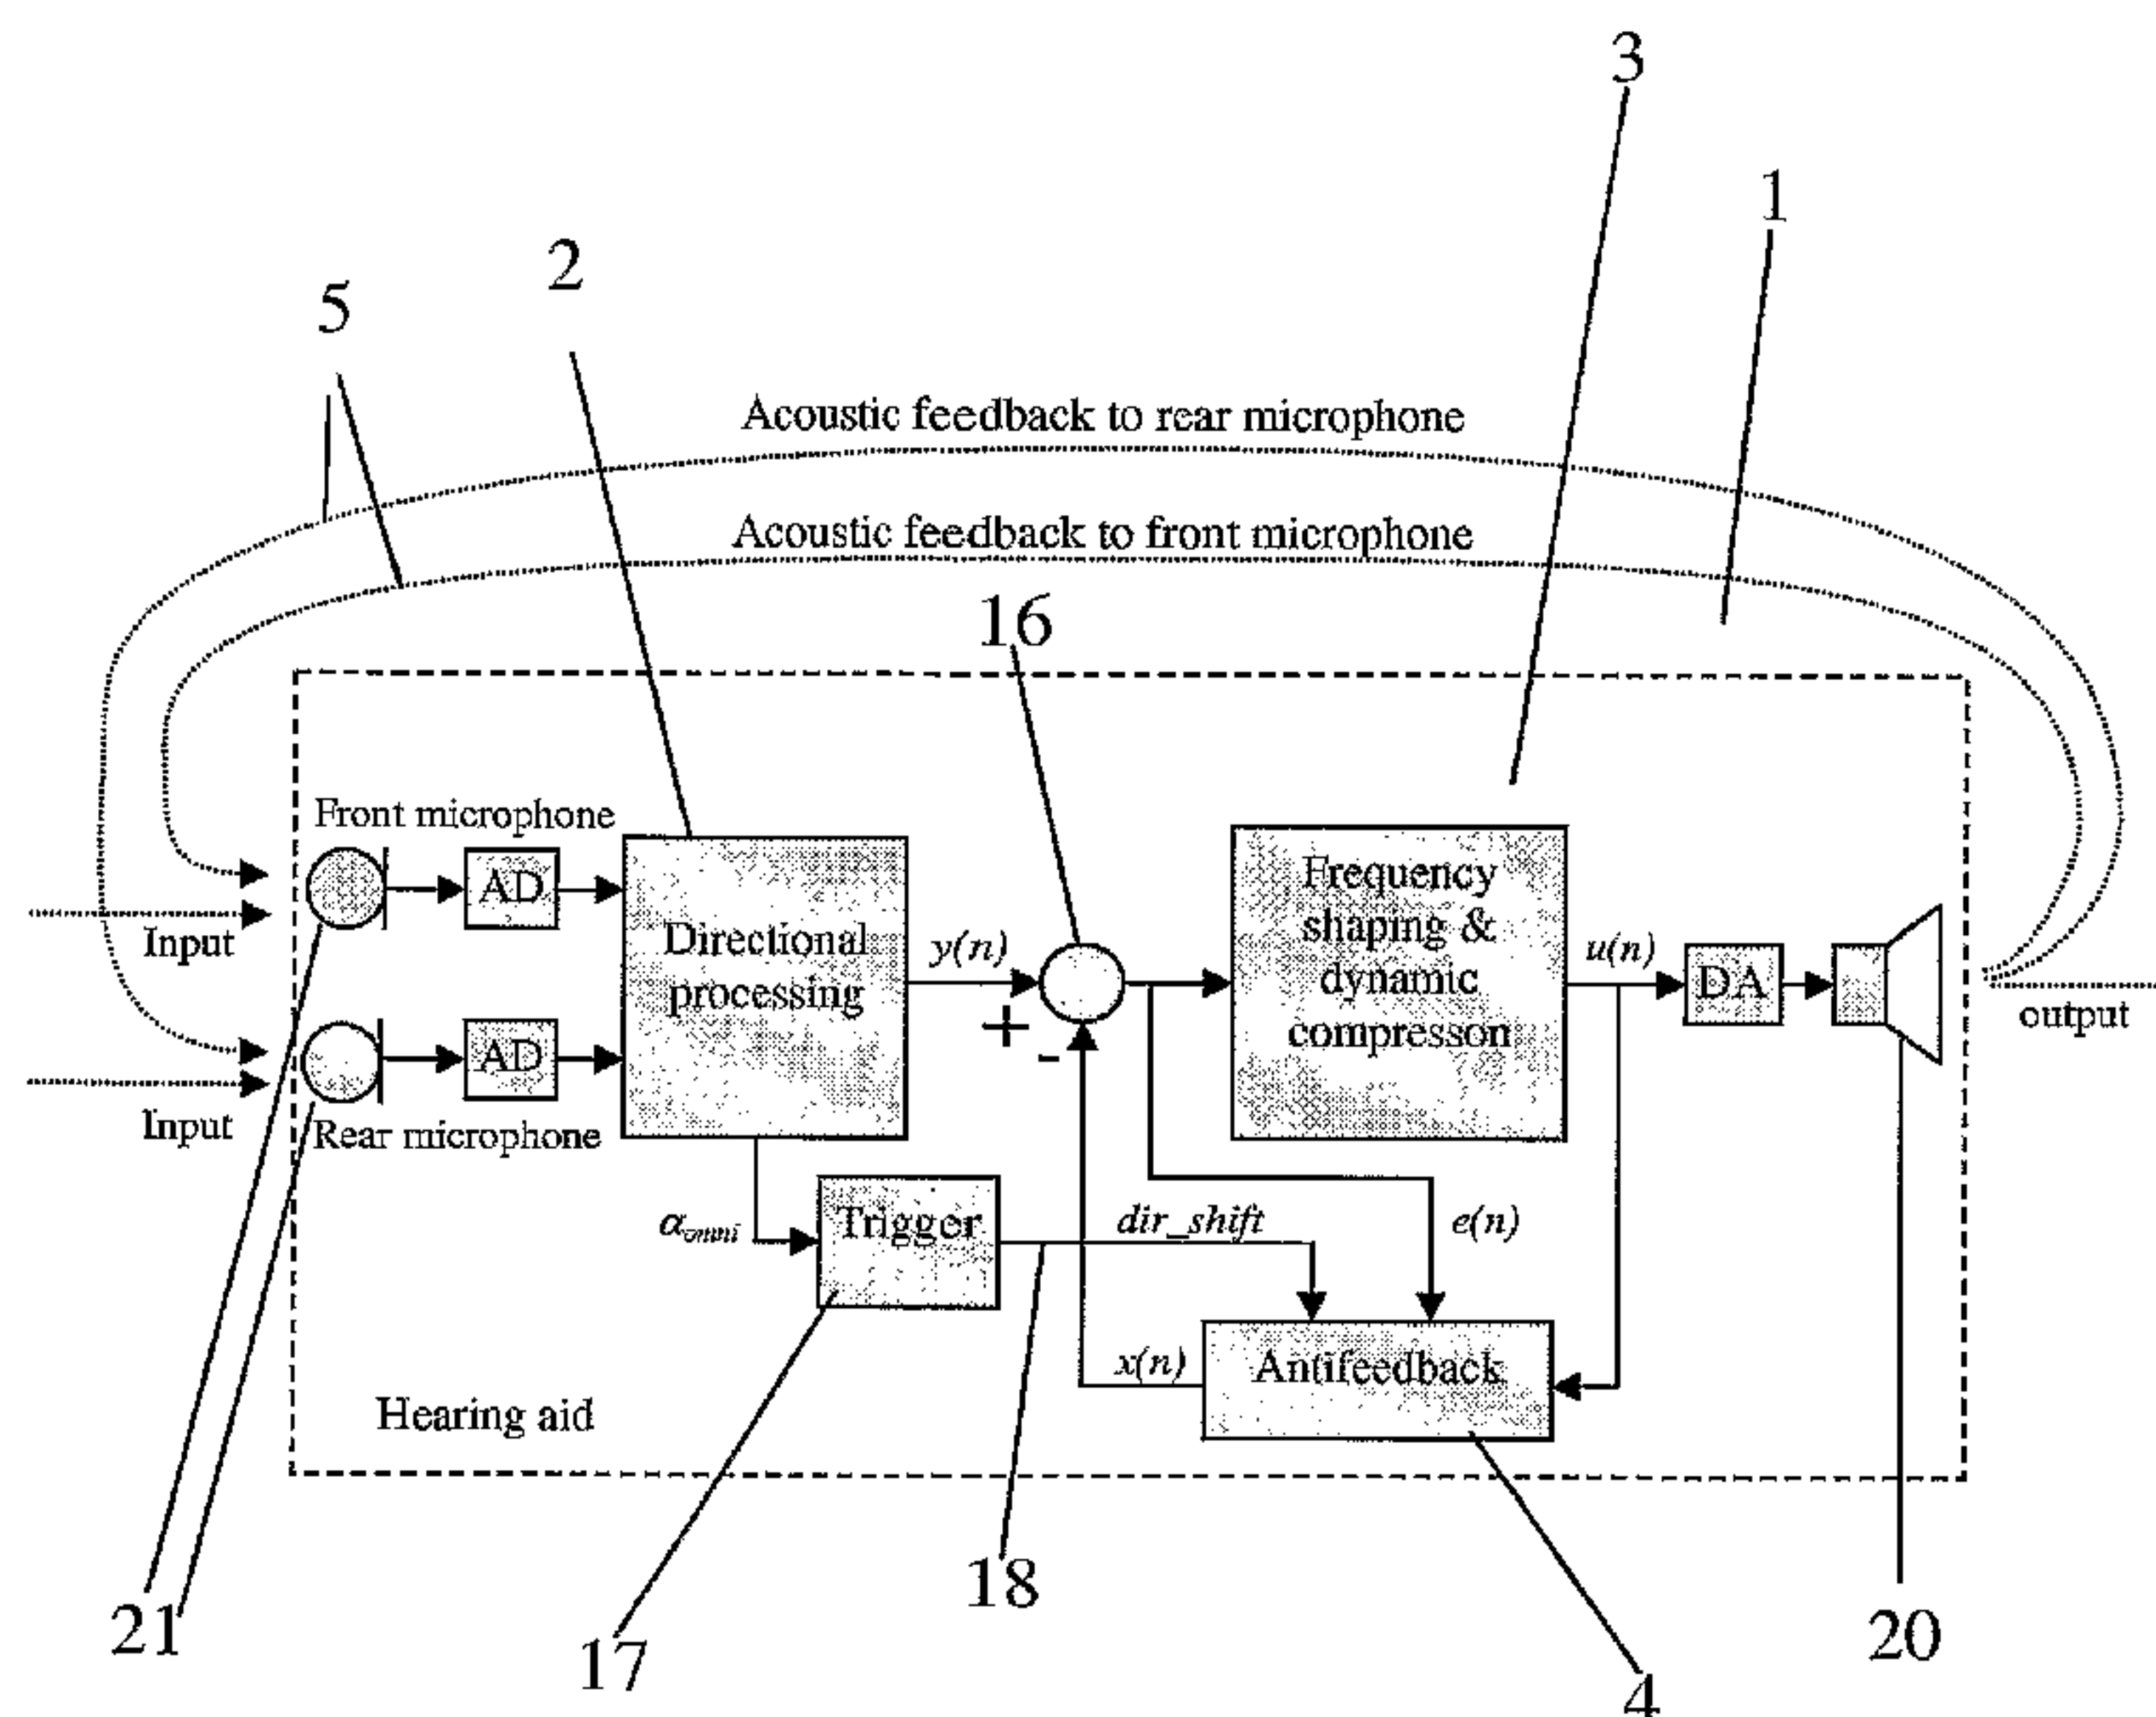 3
1
2
5
Acoustic feedback to rear microphone
Acoustic feedback to front microphone
16
Front microphone
AD
Input
Directional
processing
y(n)
+
-
Frequency
shaping &
dynamic
compresson
u(n)
DA
output
AD
Input
Rear microphone
αomni
Trigger
dir_shift
e(n)
x(n)
Antifeedback
Hearing aid
18
21
17
20
4